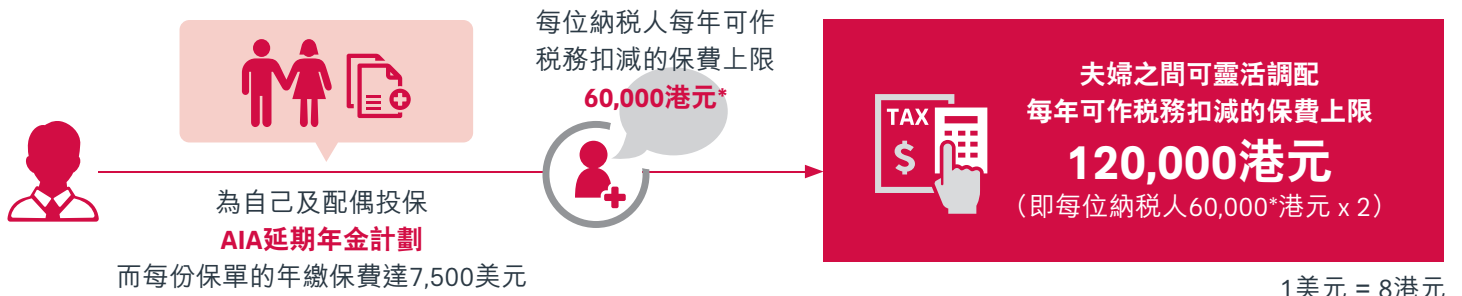 為自己及配偶投保
AIA延期年金計劃
而每份保單的年繳保費達7,500美元
每位納税人每年可作
税務扣減的保費上限
60,000港元*
TAX
$
夫婦之間可靈活調配
每年可作税務扣減的保費上限
120,000港元
（即每位納税人60,000*港元 x 2）
1美元 = 8港元